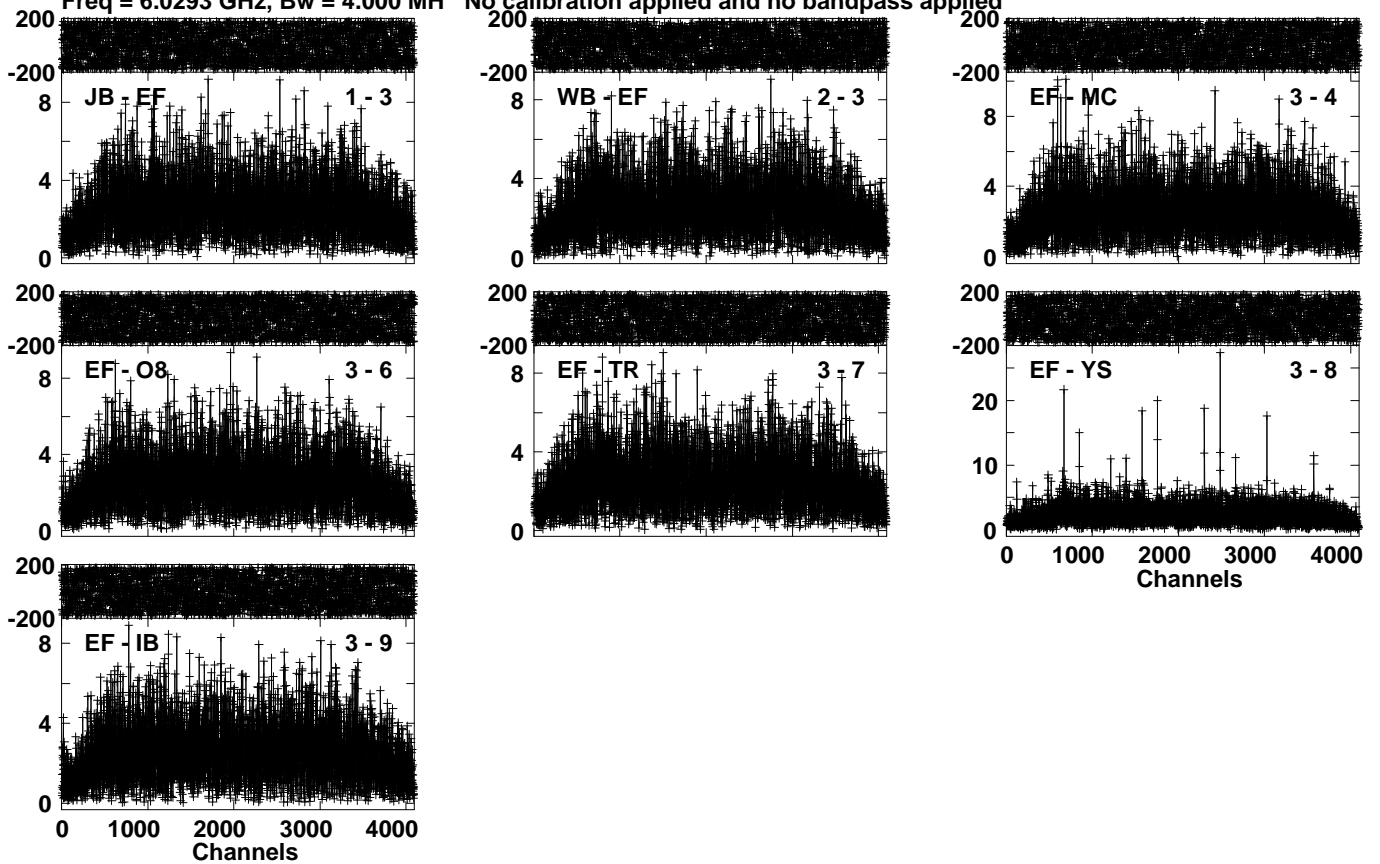 Freq = 6.0293 GHz, Bw = 4.000 MH No calibration applied and no bandpass applied
200
-200
JB - EF 1 - 3
8
4
0
200
-200
WB - EF 2 - 3
8
4
0
200
-200
EF - MC 3 - 4
8
4
0
200
-200
EF - O8 3 - 6
8
4
0
200
-200
EF - TR 3 - 7
8
4
0
200
-200
EF - YS 3 - 8
20
10
0
0 1000 2000 3000 4000
Channels
200
-200
EF - IB 3 - 9
8
4
0
0 1000 2000 3000 4000
Channels